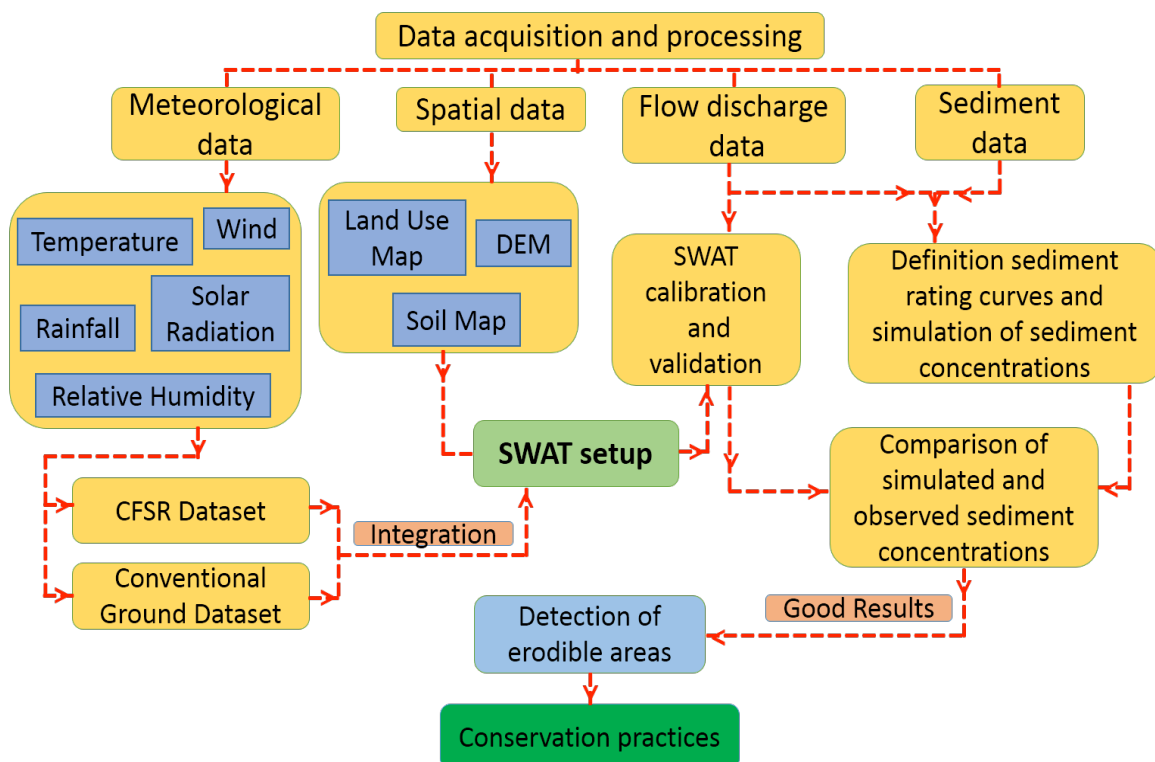 Data acquisition and processing
Meteorological
data
Spatial data
Flow discharge
data
Sediment
data
Temperature
Wind
Rainfall
Solar
Radiation
Relative Humidity
Land Use
Map
DEM
Soil Map
SWAT
calibration
and
validation
Definition sediment
rating curves and
simulation of sediment
concentrations
SWAT setup
CFSR Dataset
Conventional
Ground Dataset
Integration
Comparison of
simulated and
observed sediment
concentrations
Good Results
Detection of
erodible areas
Conservation practices